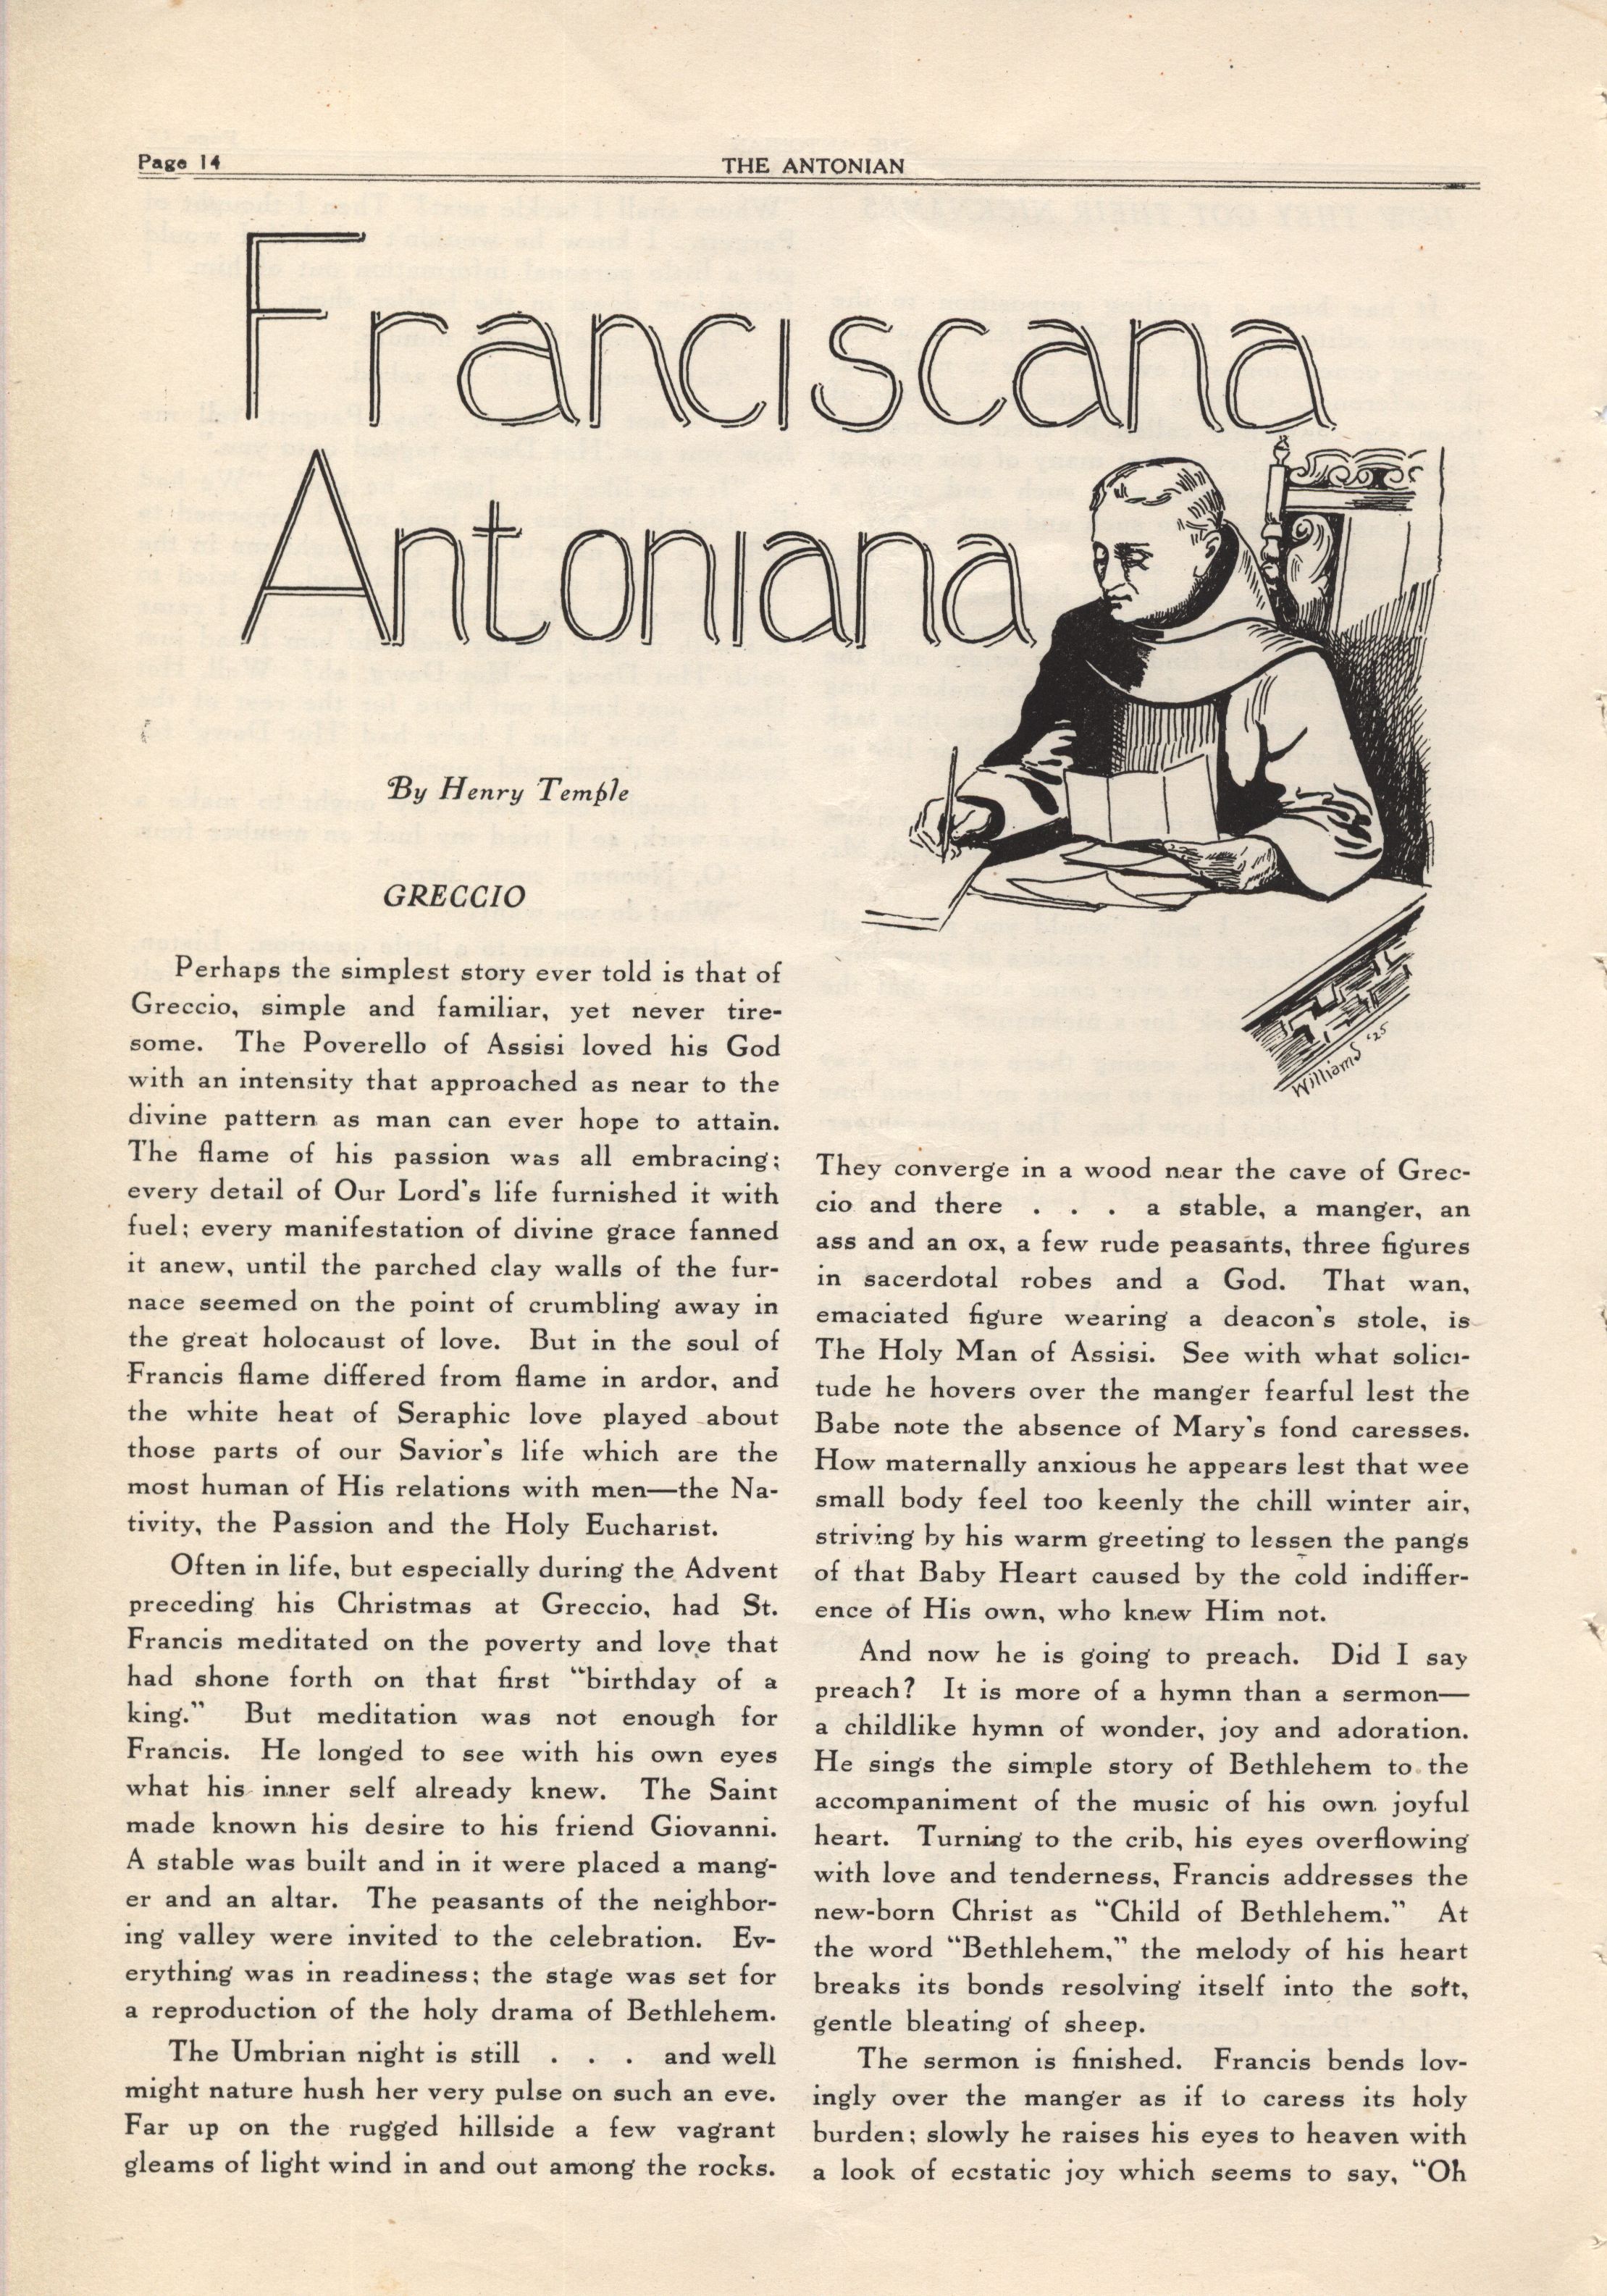 Page 14
THE ANTONIAN
Franciscana
Antoniana
By Henry Temple
GRECCIO
Perhaps the simplest story ever told is that of
Greccio, simple and familiar, yet never tire-
some. The Poverello of Assisi loved his God
with an intensity that approached as near to the
divine pattern as man can ever hope to attain.
The flame of his passion was all embracing;
every detail of Our Lord's life furnished it with
fuel; every manifestation of divine grace fanned
it anew, until the parched clay walls of the fur-
nace seemed on the point of crumbling away in
the great holocaust of love. But in the soul of
Francis flame differed from flame in ardor, and
the white heat of Seraphic love played about
those parts of our Savior's life which are the
most human of His relations with men—the Na-
tivity, the Passion and the Holy Eucharist.
Often in life, but especially during the Advent
preceding his Christmas at Greccio, had St.
Francis meditated on the poverty and love that
had shone forth on that first "birthday of a
king." But meditation was not enough for
Francis. He longed to see with his own eyes
what his inner self already knew. The Saint
made known his desire to his friend Giovanni.
A stable was built and in it were placed a mang-
er and an altar. The peasants of the neighbor-
ing valley were invited to the celebration. Ev-
erything was in readiness; the stage was set for
a reproduction of the holy drama of Bethlehem.
The Umbrian night is still . . . and well
might nature hush her very pulse on such an eve.
Far up on the rugged hillside a few vagrant
gleams of light wind in and out among the rocks.
Williams '25
They converge in a wood near the cave of Grec-
cio and there . . . a stable, a manger, an
ass and an ox, a few rude peasants, three figures
in sacerdotal robes and a God. That wan,
emaciated figure wearing a deacon's stole, is
The Holy Man of Assisi. See with what solici-
tude he hovers over the manger fearful lest the
Babe note the absence of Mary's fond caresses.
How maternally anxious he appears lest that wee
small body feel too keenly the chill winter air,
striving by his warm greeting to lessen the pangs
of that Baby Heart caused by the cold indiffer-
ence of His own, who knew Him not.
And now he is going to preach. Did I say
preach? It is more of a hymn than a sermon—
a childlike hymn of wonder, joy and adoration.
He sings the simple story of Bethlehem to the
accompaniment of the music of his own joyful
heart. Turning to the crib, his eyes overflowing
with love and tenderness, Francis addresses the
new-born Christ as "Child of Bethlehem." At
the word "Bethlehem," the melody of his heart
breaks its bonds resolving itself into the soft,
gentle bleating of sheep.
The sermon is finished. Francis bends lov-
ingly over the manger as if to caress its holy
burden; slowly he raises his eyes to heaven with
a look of ecstatic joy which seems to say, "Oh